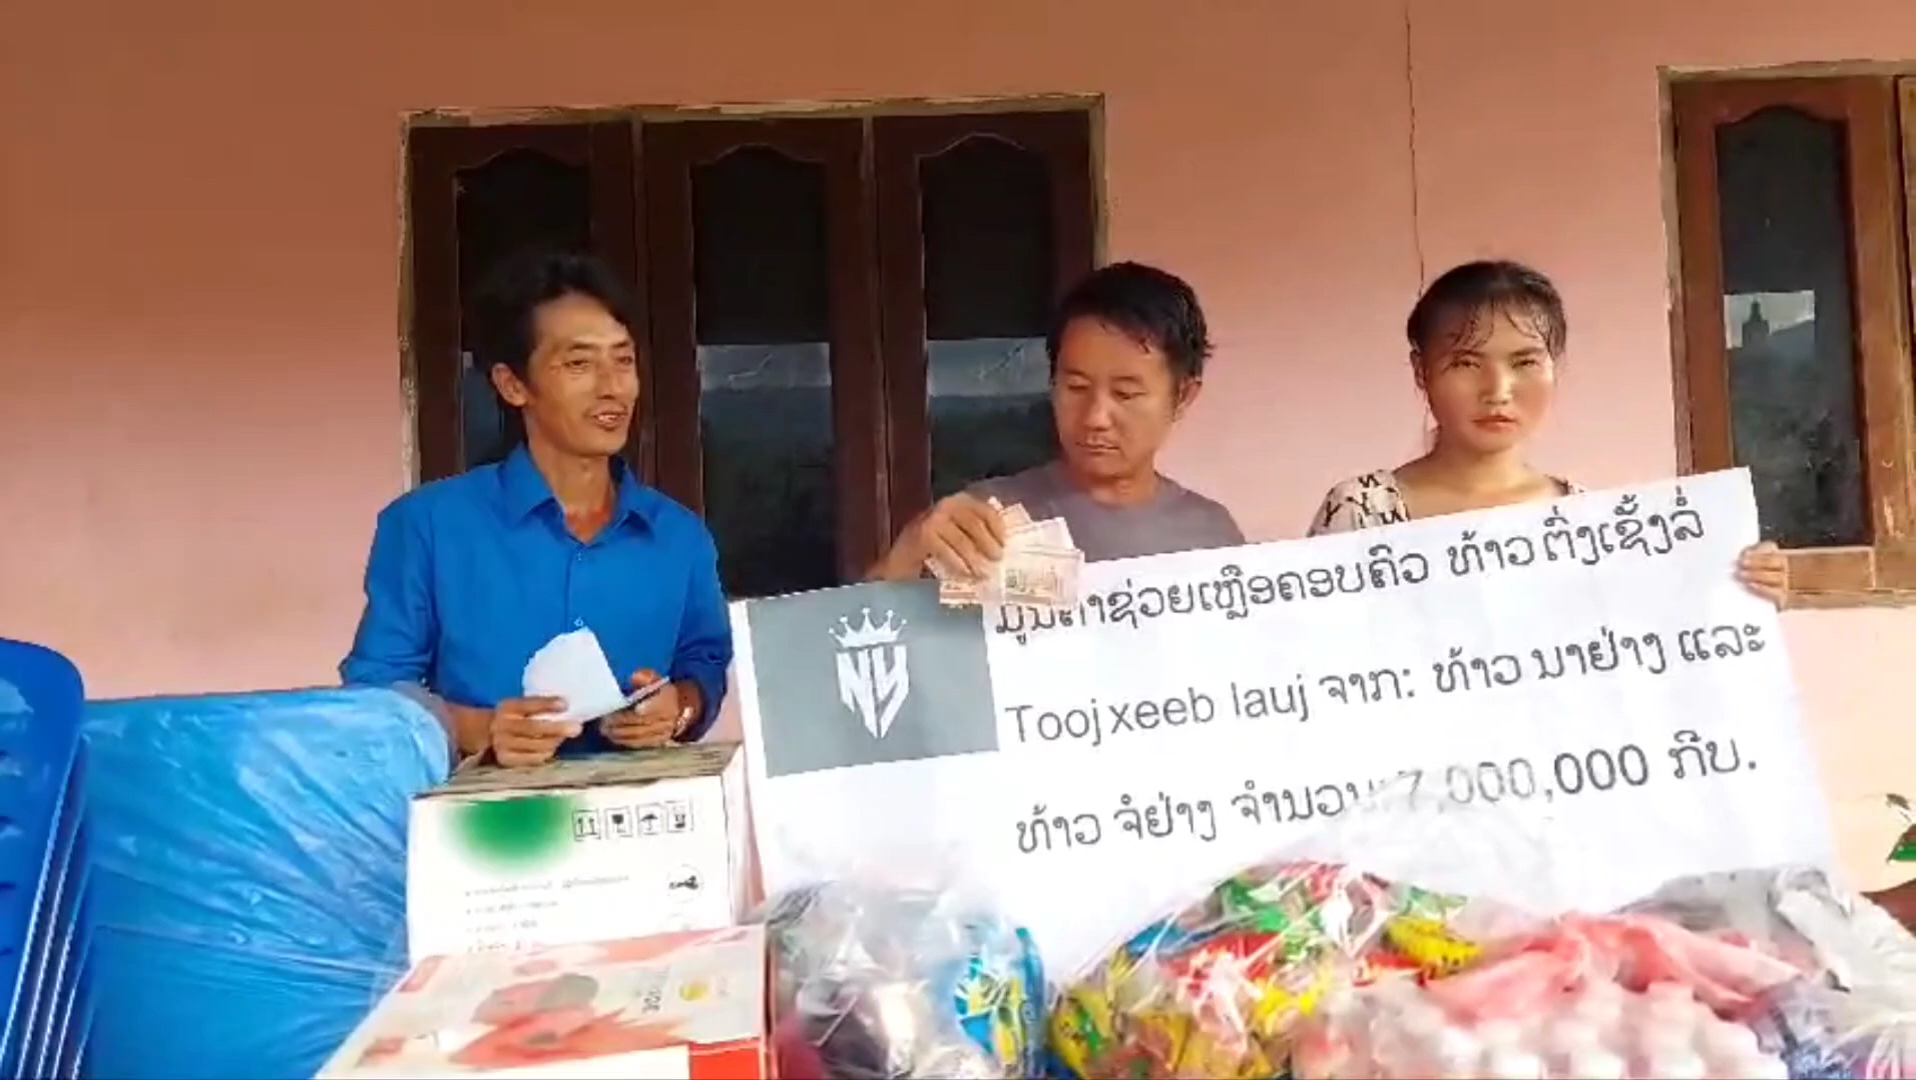 ມູນຄ່າຊ່ວຍເຫຼືອຄອບຄົວ ທ້າວ ຕົ່ງເຊັ້ງລໍ່
NY
Toojxeeb lauj ຈາກ: ທ້າວ ນາຢ່າງ ແລະ
ທ້າວ ຈໍຢ່າງ ຈຳນວນ: 7,000,000 ກີບ.